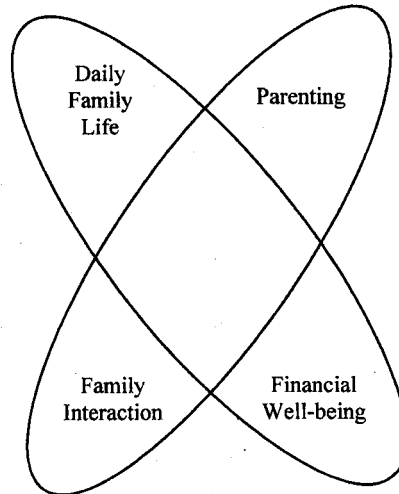 Daily
Family
Life
Parenting
Family
Interaction
Financial
Well-being